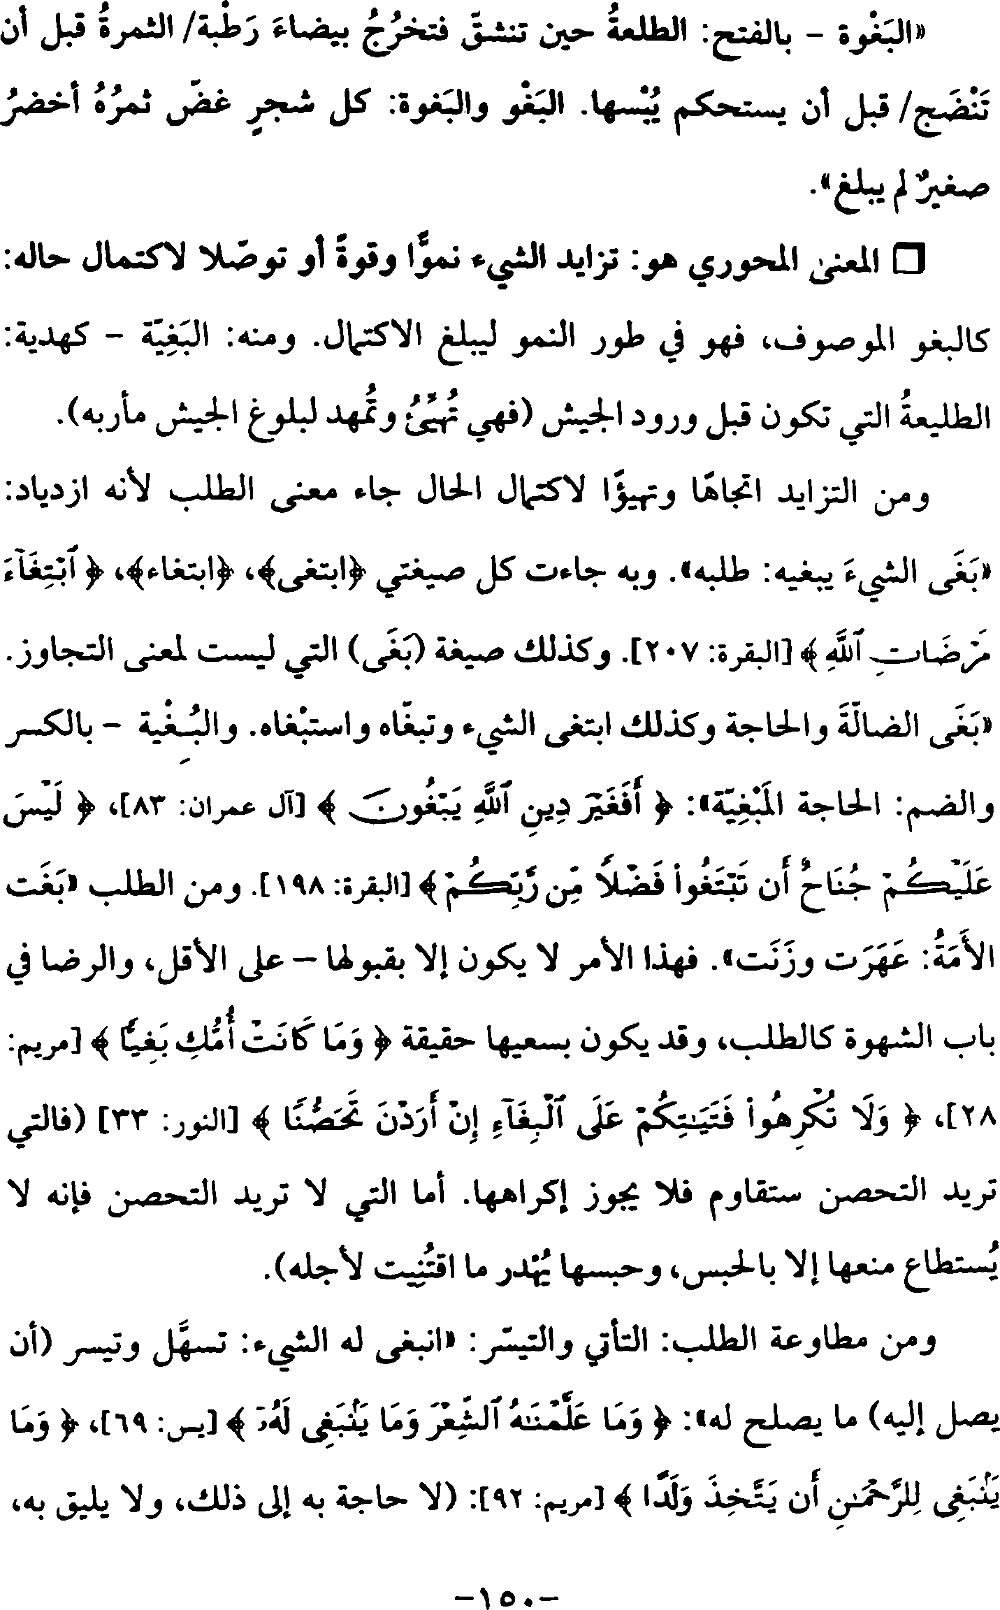 «البَغْوة – بالفتح: الطلعةُ حين تنشقّ فتخرُجُ بيضاءَ رَطْبة/ الثمرةُ قبل أن
تَنْضَج/ قبل أن يستحكم يُبْسها. البَغْو والبَغوة: كل شجرٍ غضّ ثمرُهُ أخضرُ
صغيرٌ لم يبلغ».
❒ المعنى المحوري هو: تزايد الشيء نموًّا وقوةً أو توصّلا لاكتمال حاله:
كالبغو الموصوف، فهو في طور النمو ليبلغ الاكتمال. ومنه: البَغِيّة – كهدية:
الطليعةُ التي تكون قبل ورود الجيش (فهي تُهيِّئُ وتُمهد لبلوغ الجيش مأربه).
ومن التزايد اتجاهًا وتهيؤًا لاكتمال الحال جاء معنى الطلب لأنه ازدياد:
«بَغَى الشيءَ يبغيه: طلبه». وبه جاءت كل صيغتي ﴿ابتغى﴾، ﴿ابتغاء﴾، ﴿ ٱبْتِغَآءَ
مَرْضَاتِ ٱللَّهِ ﴾ [البقرة: ٢٠٧]. وكذلك صيغة (بَغَى) التي ليست لمعنى التجاوز.
«بَغَى الضالّةَ والحاجة وكذلك ابتغى الشيء وتبغّاه واستبْغاه. والبُـِغْية – بالكسر
والضم: الحاجة المَبْغِيّة»: ﴿ أَفَغَيْرَ دِينِ ٱللَّهِ يَبْغُونَ ﴾ [آل عمران: ٨٣]، ﴿ لَيْسَ
عَلَيْكُمْ جُنَاحٌ أَن تَبْتَغُوا۟ فَضْلًا مِّن رَّبِّكُمْ ﴾ [البقرة: ١٩٨]. ومن الطلب «بَغَت
الأَمَةُ: عَهَرَت وزَنَت». فهذا الأمر لا يكون إلا بقبولها – على الأقل، والرضا في
باب الشهوة كالطلب، وقد يكون بسعيها حقيقة ﴿ وَمَا كَانَتْ أُمُّكِ بَغِيًّا ﴾ [مريم:
٢٨]، ﴿ وَلَا تُكْرِهُوا۟ فَتَيَـٰتِكُمْ عَلَى ٱلْبِغَآءِ إِنْ أَرَدْنَ تَحَصُّنًا ﴾ [النور: ٣٣] (فالتي
تريد التحصن ستقاوم فلا يجوز إكراهها. أما التي لا تريد التحصن فإنه لا
يُستطاع منعها إلا بالحبس، وحبسها يُهْدر ما اقتُنِيت لأجله).
ومن مطاوعة الطلب: التأتي والتيسّر: «انبغى له الشيء: تسهَّل وتيسر (أن
يصل إليه) ما يصلح له»: ﴿ وَمَا عَلَّمْنَـٰهُ ٱلشِّعْرَ وَمَا يَنۢبَغِى لَهُۥٓ ﴾ [يس: ٦٩]، ﴿ وَمَا
يَنۢبَغِى لِلرَّحْمَـٰنِ أَن يَتَّخِذَ وَلَدًا ﴾ [مريم: ٩٢]: (لا حاجة به إلى ذلك، ولا يليق به،
–١٥٠–